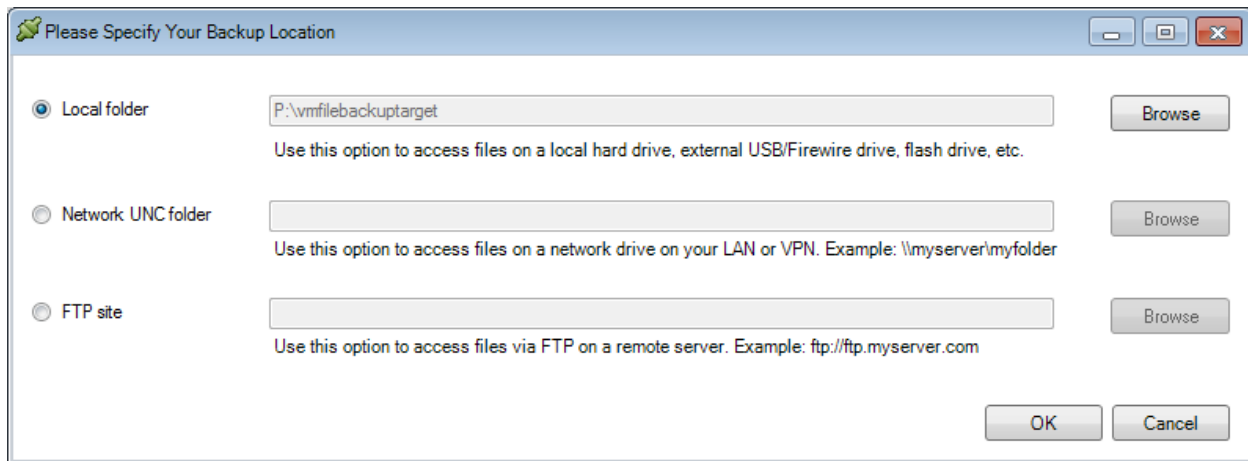 Please Specify Your Backup Location
Local folder P:\vmfilebackuptarget Browse
Use this option to access files on a local hard drive, external USB/Firewire drive, flash drive, etc.
Network UNC folder Browse
Use this option to access files on a network drive on your LAN or VPN. Example: \\myserver\myfolder
FTP site Browse
Use this option to access files via FTP on a remote server. Example: ftp://ftp.myserver.com
OK Cancel